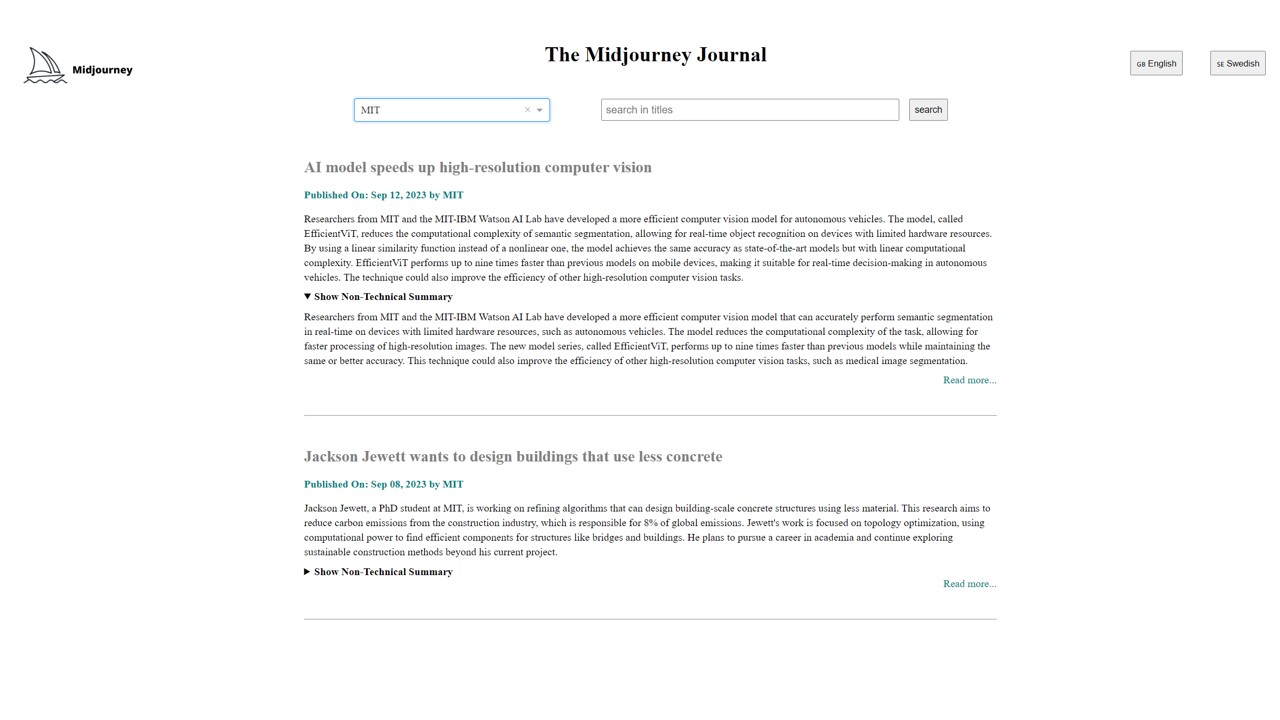 The Midjourney Journal
Midjourney
GB English
SE Swedish
MIT
search in titles
search
AI model speeds up high-resolution computer vision
Published On: Sep 12, 2023 by MIT
Researchers from MIT and the MIT-IBM Watson AI Lab have developed a more efficient computer vision model for autonomous vehicles. The model, called
EfficientViT, reduces the computational complexity of semantic segmentation, allowing for real-time object recognition on devices with limited hardware resources.
By using a linear similarity function instead of a nonlinear one, the model achieves the same accuracy as state-of-the-art models but with linear computational
complexity. EfficientViT performs up to nine times faster than previous models on mobile devices, making it suitable for real-time decision-making in autonomous
vehicles. The technique could also improve the efficiency of other high-resolution computer vision tasks.
Show Non-Technical Summary
Researchers from MIT and the MIT-IBM Watson AI Lab have developed a more efficient computer vision model that can accurately perform semantic segmentation
in real-time on devices with limited hardware resources, such as autonomous vehicles. The model reduces the computational complexity of the task, allowing for
faster processing of high-resolution images. The new model series, called EfficientViT, performs up to nine times faster than previous models while maintaining the
same or better accuracy. This technique could also improve the efficiency of other high-resolution computer vision tasks, such as medical image segmentation.
Read more...
Jackson Jewett wants to design buildings that use less concrete
Published On: Sep 08, 2023 by MIT
Jackson Jewett, a PhD student at MIT, is working on refining algorithms that can design building-scale concrete structures using less material. This research aims to
reduce carbon emissions from the construction industry, which is responsible for 8% of global emissions. Jewett's work is focused on topology optimization, using
computational power to find efficient components for structures like bridges and buildings. He plans to pursue a career in academia and continue exploring
sustainable construction methods beyond his current project.
Show Non-Technical Summary
Read more...